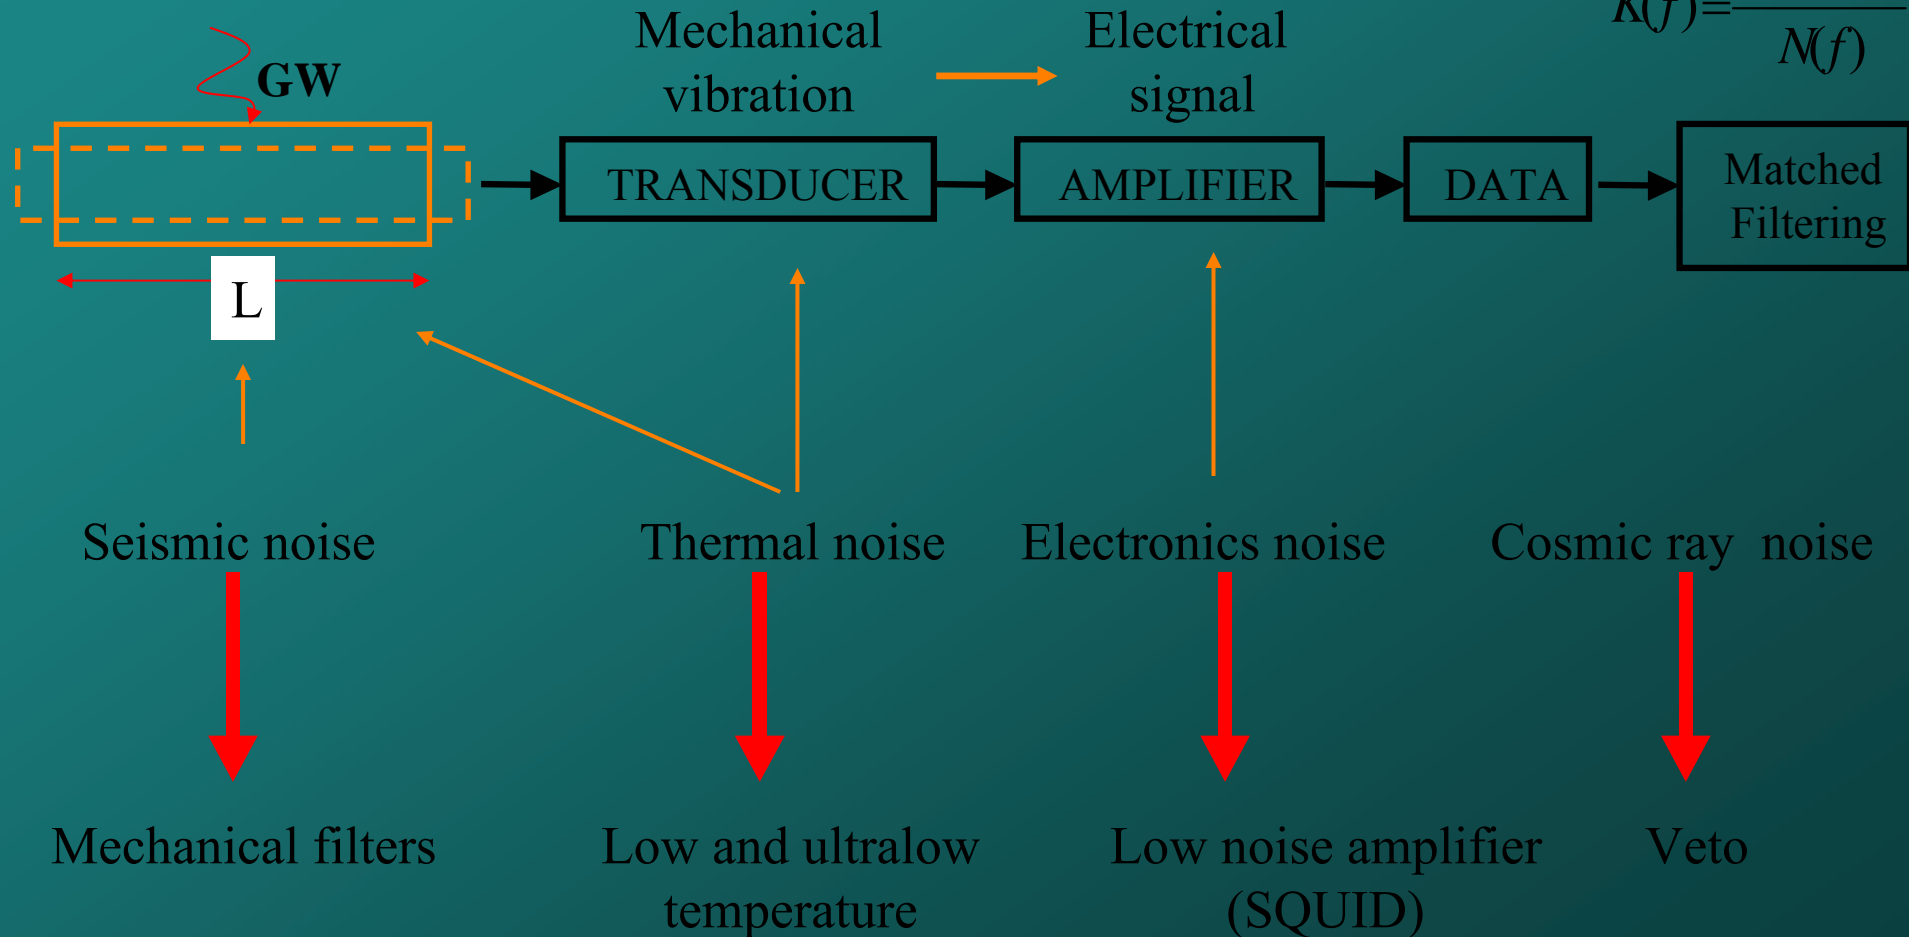 Mechanical
vibration
Electrical
signal
N(f)
GW
TRANSDUCER
AMPLIFIER
DATA
Matched
Filtering
L
Seismic noise
Thermal noise
Electronics noise
Cosmic ray noise
Mechanical filters
Low and ultralow
temperature
Low noise amplifier
(SQUID)
Veto